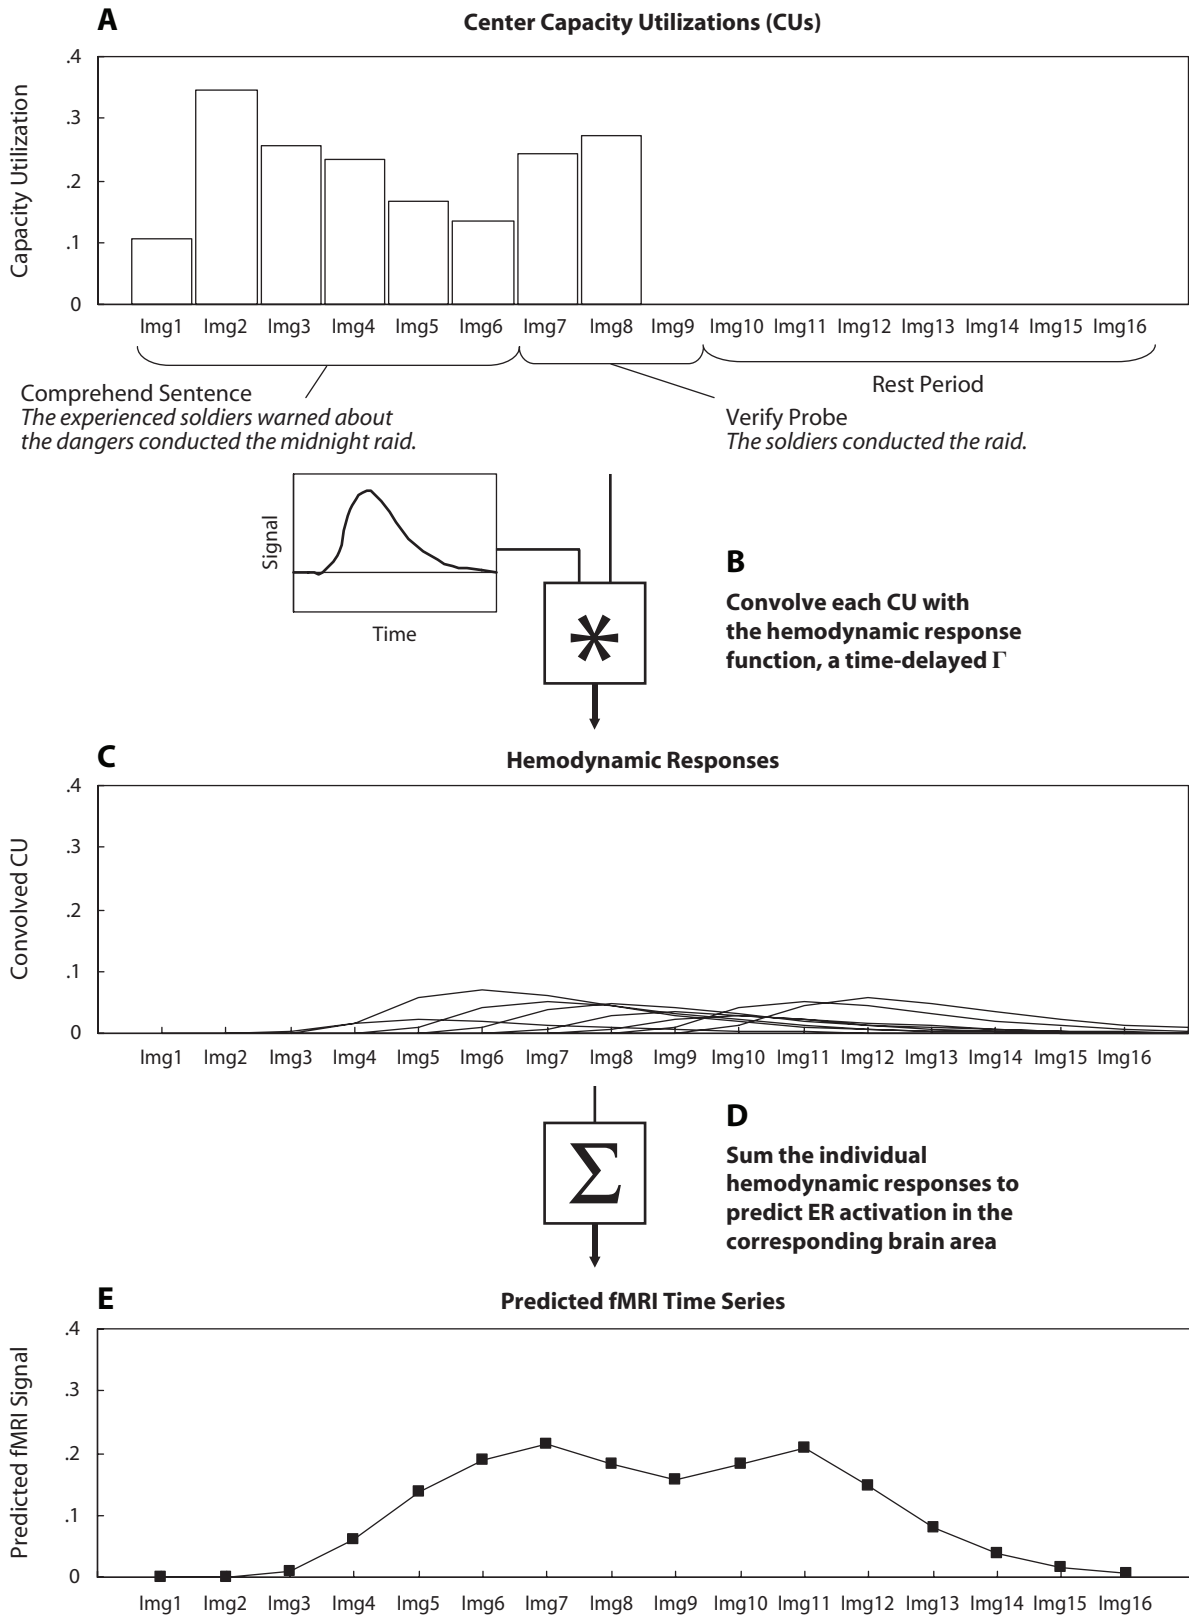 A
Center Capacity Utilizations (CUs)
Capacity Utilization
.4
.3
.2
.1
0
Img1 Img2 Img3 Img4 Img5 Img6 Img7 Img8 Img9 Img10 Img11 Img12 Img13 Img14 Img15 Img16
Comprehend Sentence
The experienced soldiers warned about
the dangers conducted the midnight raid.
Verify Probe
The soldiers conducted the raid.
Rest Period
Signal
Time
*
B
Convolve each CU with
the hemodynamic response
function, a time-delayed Γ
C
Hemodynamic Responses
Convolved CU
.4
.3
.2
.1
0
Img1 Img2 Img3 Img4 Img5 Img6 Img7 Img8 Img9 Img10 Img11 Img12 Img13 Img14 Img15 Img16
Σ
D
Sum the individual
hemodynamic responses to
predict ER activation in the
corresponding brain area
E
Predicted fMRI Time Series
Predicted fMRI Signal
.4
.3
.2
.1
0
Img1 Img2 Img3 Img4 Img5 Img6 Img7 Img8 Img9 Img10 Img11 Img12 Img13 Img14 Img15 Img16